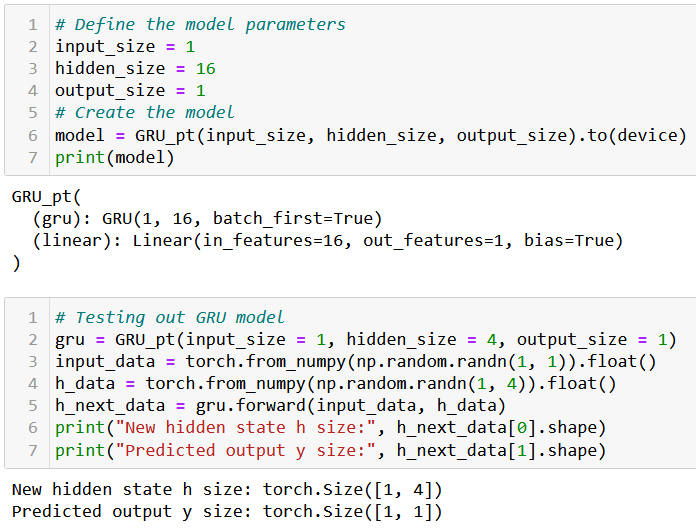 1 # Define the model parameters
2 input_size = 1
3 hidden_size = 16
4 output_size = 1
5 # Create the model
6 model = GRU_pt(input_size, hidden_size, output_size).to(device)
7 print(model)
GRU_pt(
  (gru): GRU(1, 16, batch_first=True)
  (linear): Linear(in_features=16, out_features=1, bias=True)
)
1 # Testing out GRU model
2 gru = GRU_pt(input_size = 1, hidden_size = 4, output_size = 1)
3 input_data = torch.from_numpy(np.random.randn(1, 1)).float()
4 h_data = torch.from_numpy(np.random.randn(1, 4)).float()
5 h_next_data = gru.forward(input_data, h_data)
6 print("New hidden state h size:", h_next_data[0].shape)
7 print("Predicted output y size:", h_next_data[1].shape)
New hidden state h size: torch.Size([1, 4])
Predicted output y size: torch.Size([1, 1])